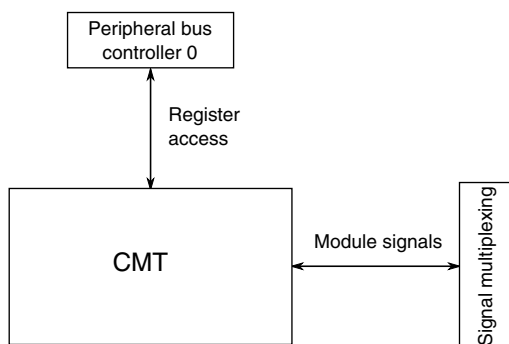 Peripheral bus
controller 0
Register
access
CMT
Module signals
Signal multiplexing